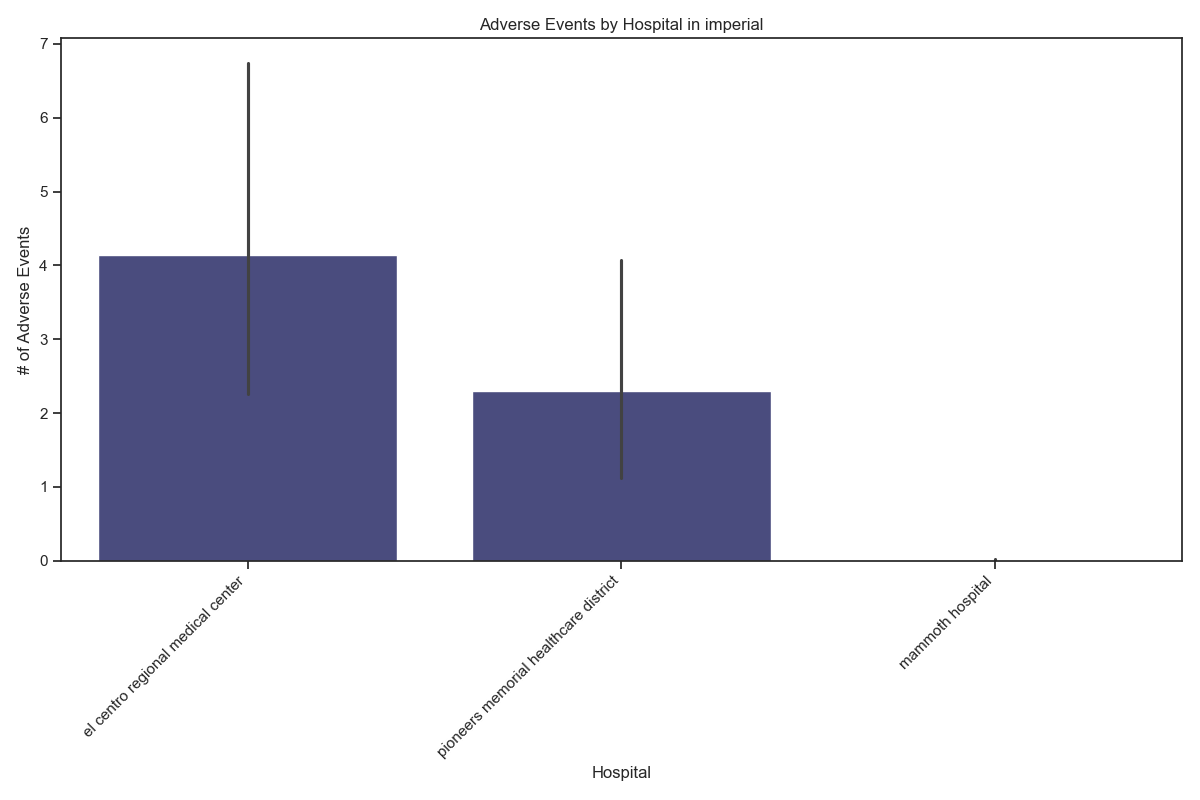 Adverse Events by Hospital in imperial
# of Adverse Events
7
6
5
4
3
2
1
0
el centro regional medical center
pioneers memorial healthcare district
mammoth hospital
Hospital